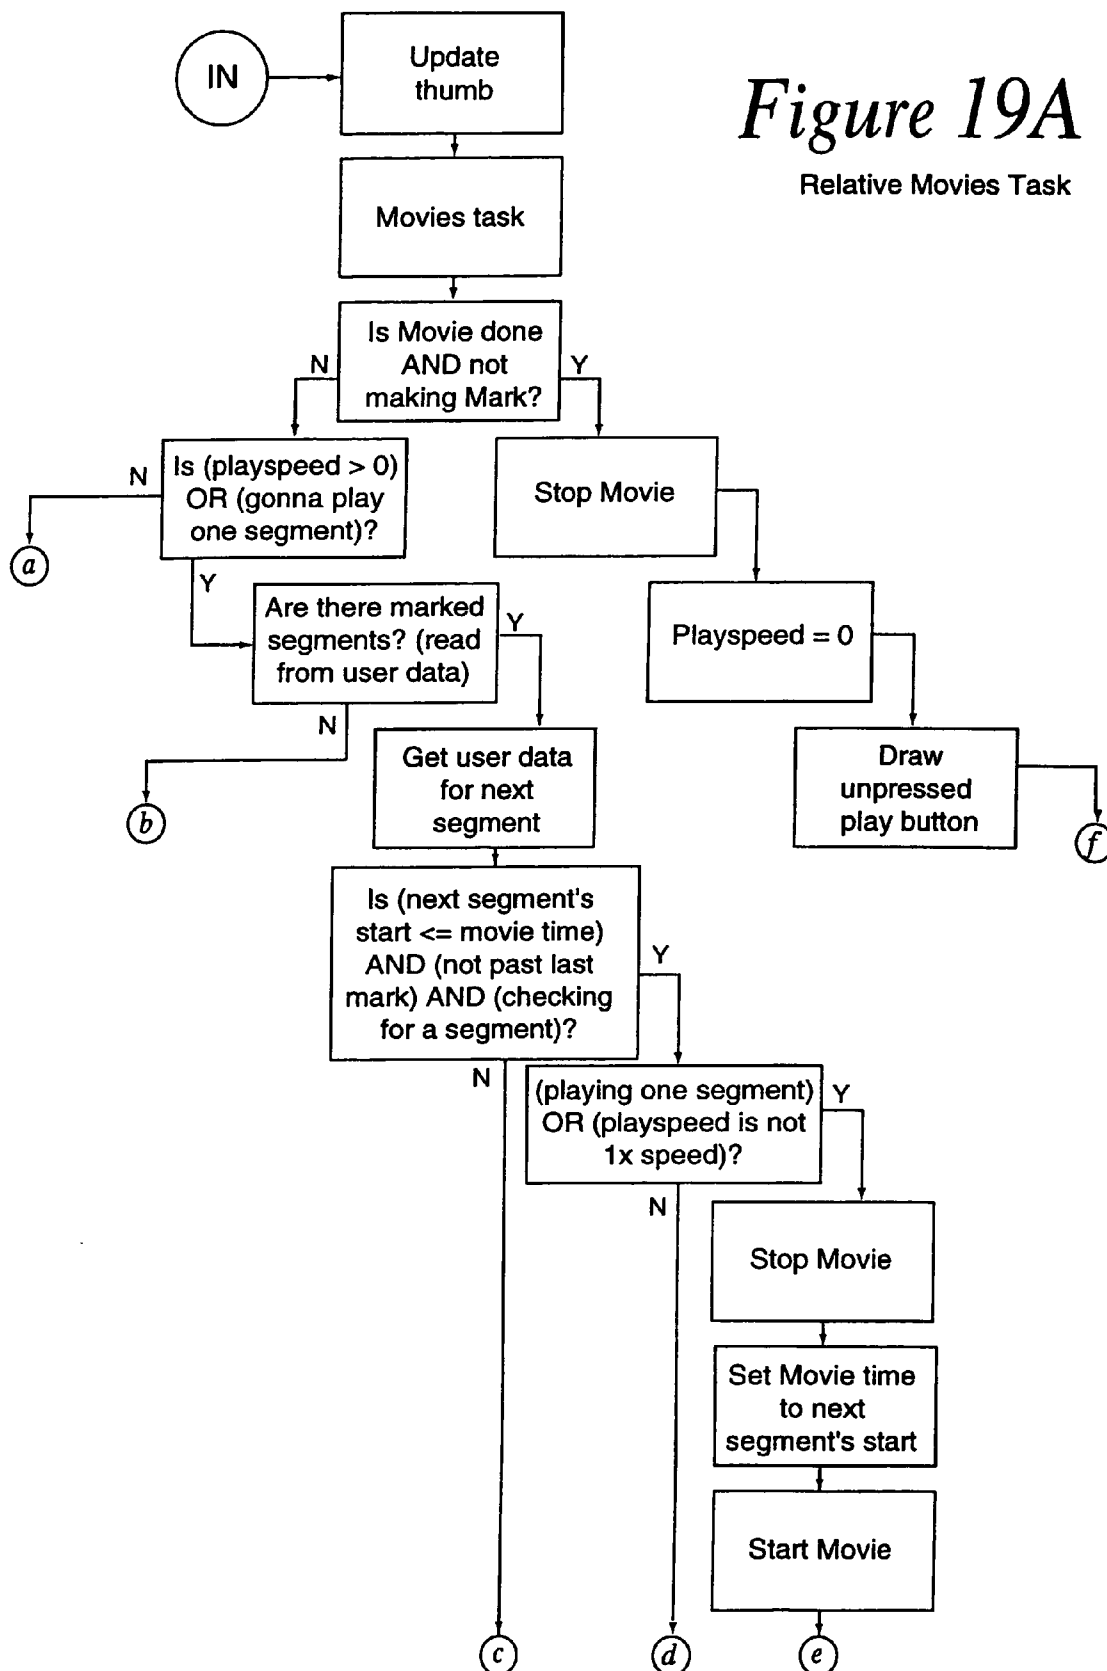 IN
Update
thumb
Figure 19A
Relative Movies Task
Movies task
Is Movie done
AND not
making Mark?
N
Y
Is (playspeed > 0)
OR (gonna play
one segment)?
N
Stop Movie
a
Y
Are there marked
segments? (read
from user data)
Y
Playspeed = 0
N
Get user data
for next
segment
Draw
unpressed
play button
b
f
Is (next segment's
start <= movie time)
AND (not past last
mark) AND (checking
for a segment)?
Y
N
(playing one segment)
OR (playspeed is not
1x speed)?
Y
N
Stop Movie
Set Movie time
to next
segment's start
Start Movie
c
d
e